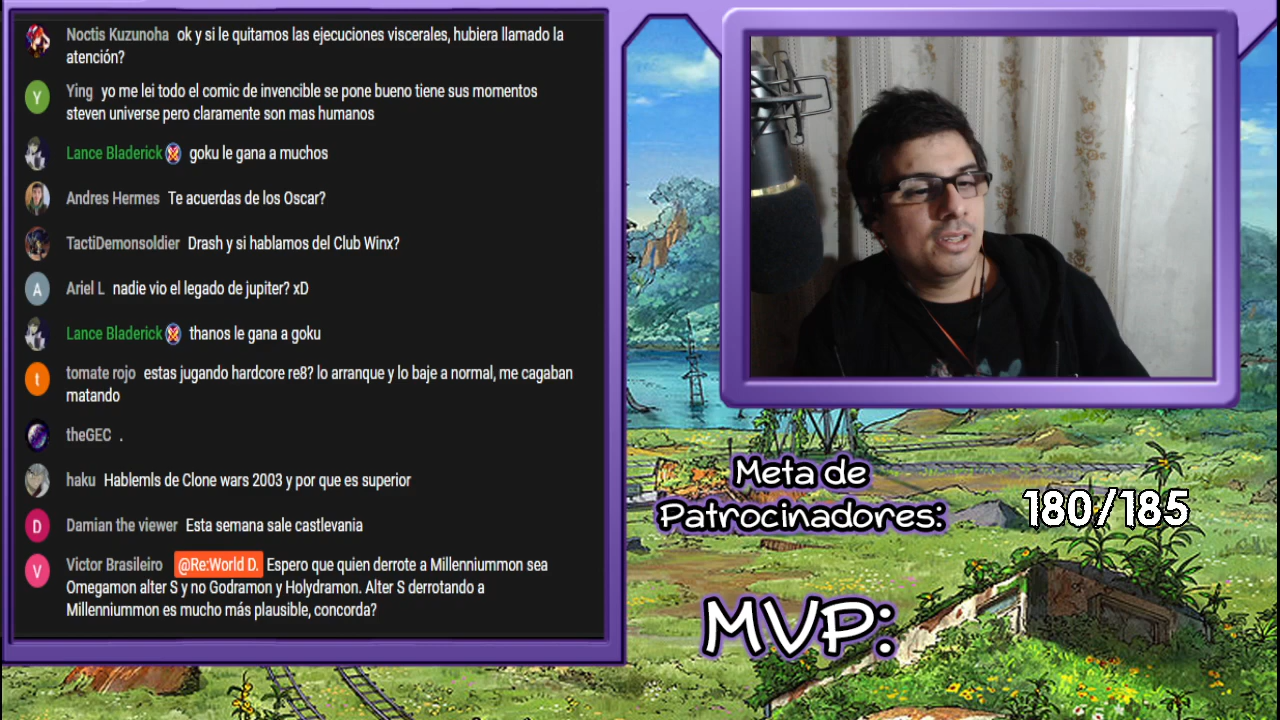 Noctis Kuzunoha ok y si le quitamos las ejecuciones viscerales, hubiera llamado la
atención?
Y
Ying yo me lei todo el comic de invencible se pone bueno tiene sus momentos
steven universe pero claramente son mas humanos
Lance Bladerick goku le gana a muchos
Andres Hermes Te acuerdas de los Oscar?
TactiDemonsoldier Drash y si hablamos del Club Winx?
A
Ariel L nadie vio el legado de jupiter? xD
Lance Bladerick thanos le gana a goku
t
tomate rojo estas jugando hardcore re8? lo arranque y lo baje a normal, me cagaban
matando
theGEC .
haku Hablemls de Clone wars 2003 y por que es superior
D
Damian the viewer Esta semana sale castlevania
V
Victor Brasileiro @Re:World D. Espero que quien derrote a Millenniummon sea
Omegamon alter S y no Godramon y Holydramon. Alter S derrotando a
Millenniummon es mucho más plausible, concorda?
Meta de
Patrocinadores:
180/185
MVP: